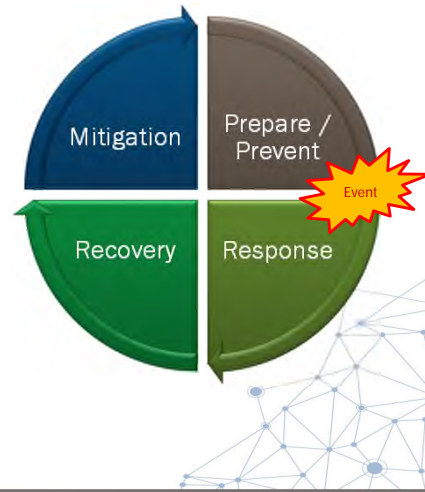 Mitigation
Prepare /
Prevent
Event
Recovery
Response